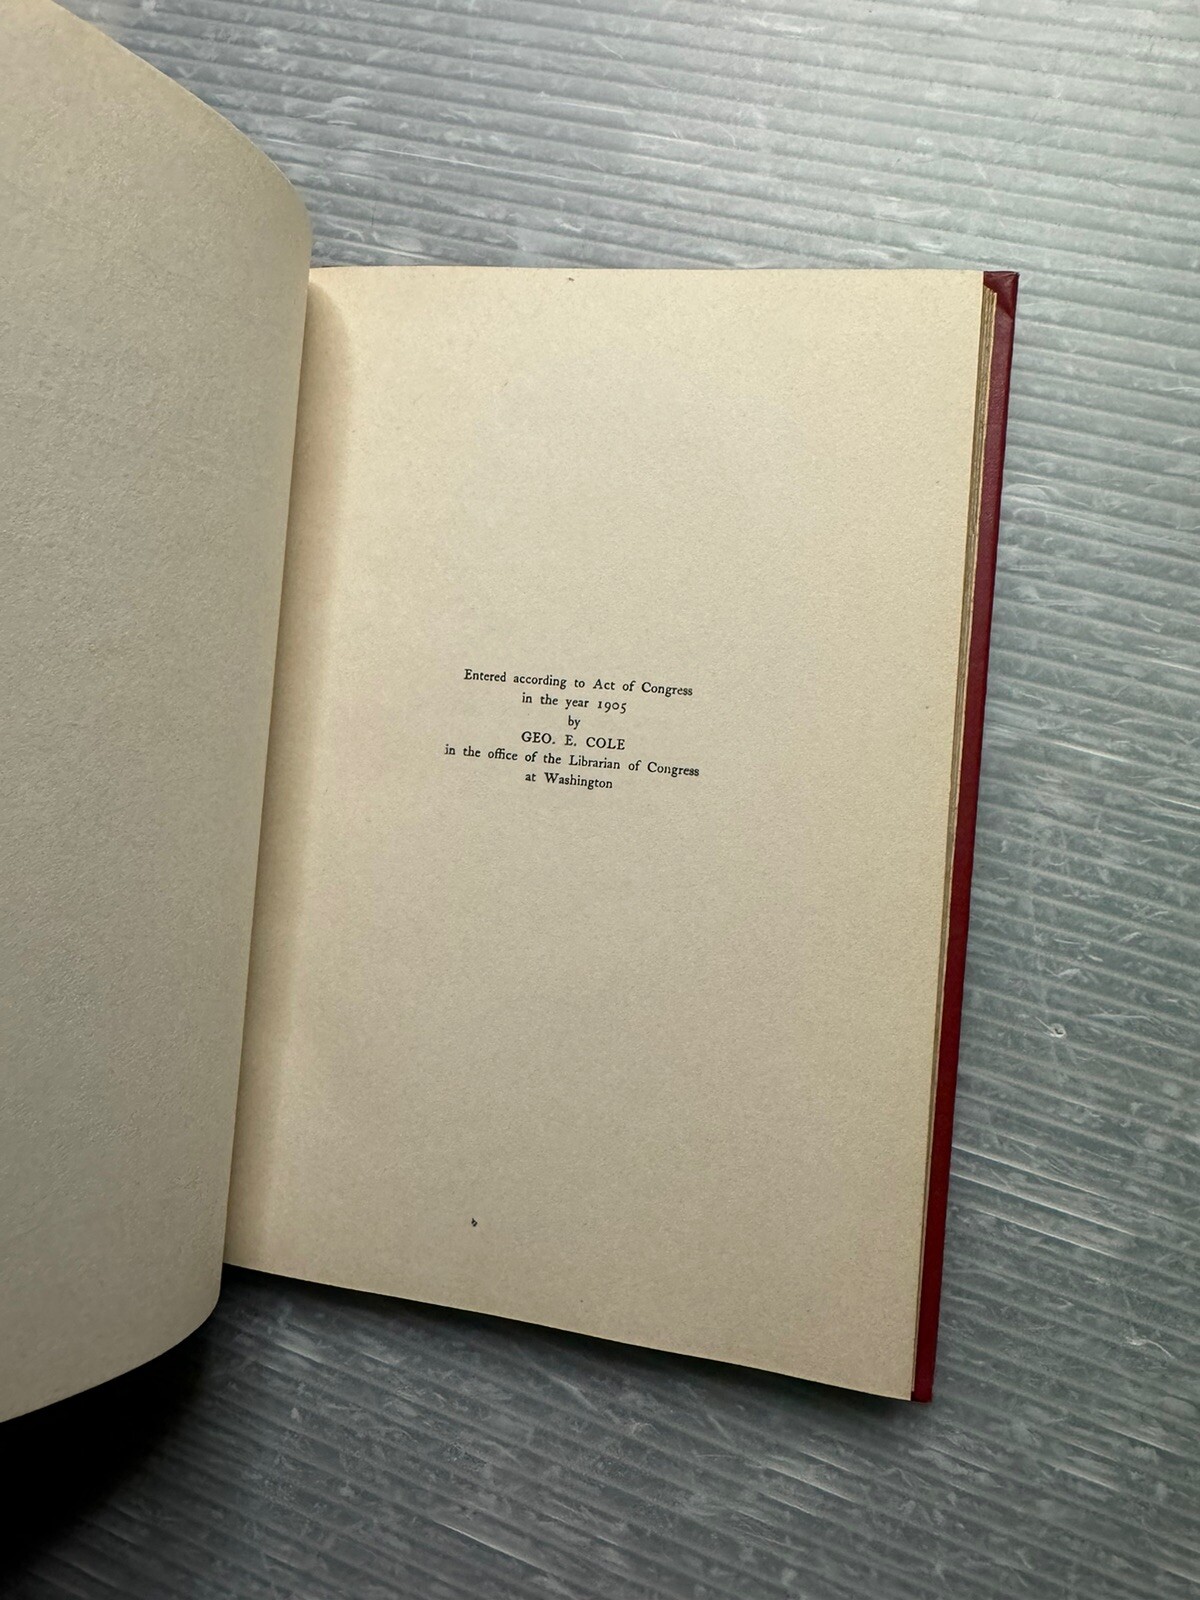 Entered according to Act of Congress
in the year 1905
by
GEO. E. COLE
in the office of the Librarian of Congress
at Washington